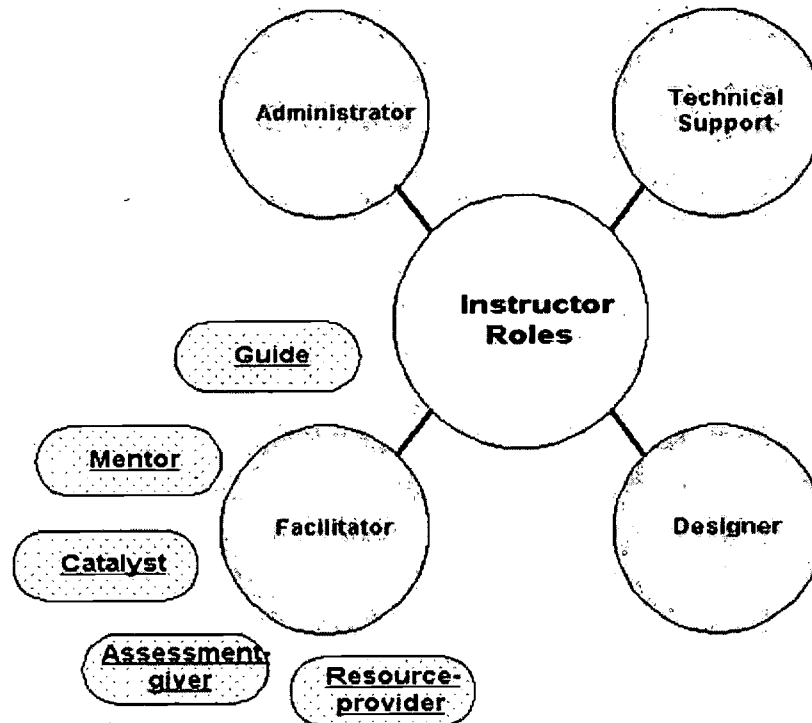 Administrator
Technical
Support
Instructor
Roles
Guide
Mentor
Facilitator
Designer
Catalyst
Assessment-
giver
Resource-
provider